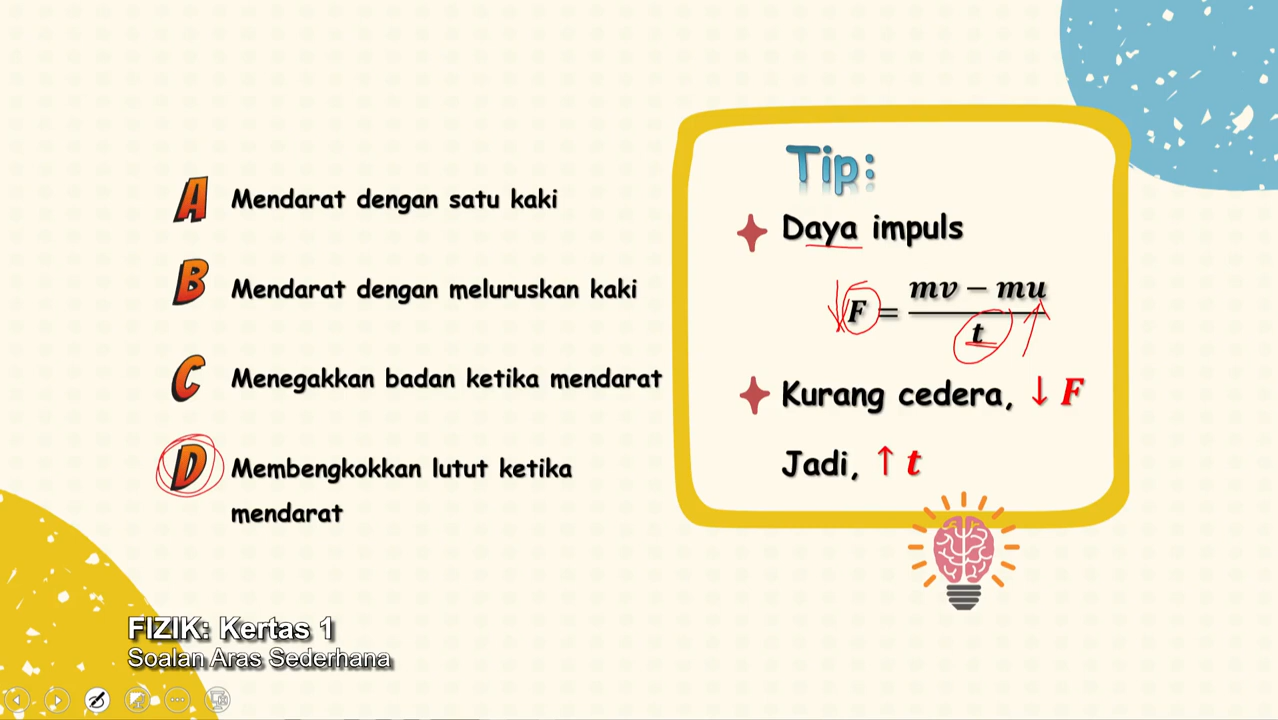 A Mendarat dengan satu kaki
B Mendarat dengan meluruskan kaki
C Menegakkan badan ketika mendarat
D Membengkokkan lutut ketika
mendarat
Tip:
Daya impuls
F = (mv − mu) / t
Kurang cedera, ↓ F
Jadi, ↑ t
FIZIK: Kertas 1
Soalan Aras Sederhana